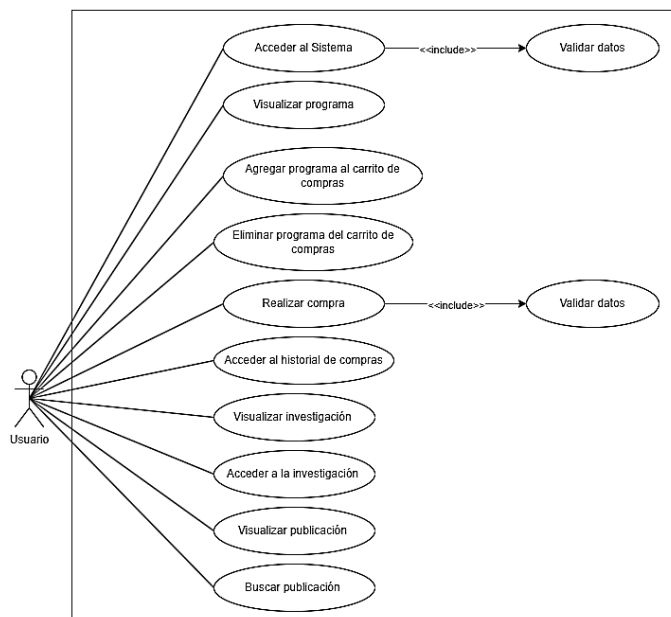 Acceder al Sistema
<<include>>
Validar datos
Visualizar programa
Agregar programa al carrito de
compras
Eliminar programa del carrito de
compras
Realizar compra
<<include>>
Validar datos
Acceder al historial de compras
Visualizar investigación
Usuario
Acceder a la investigación
Visualizar publicación
Buscar publicación